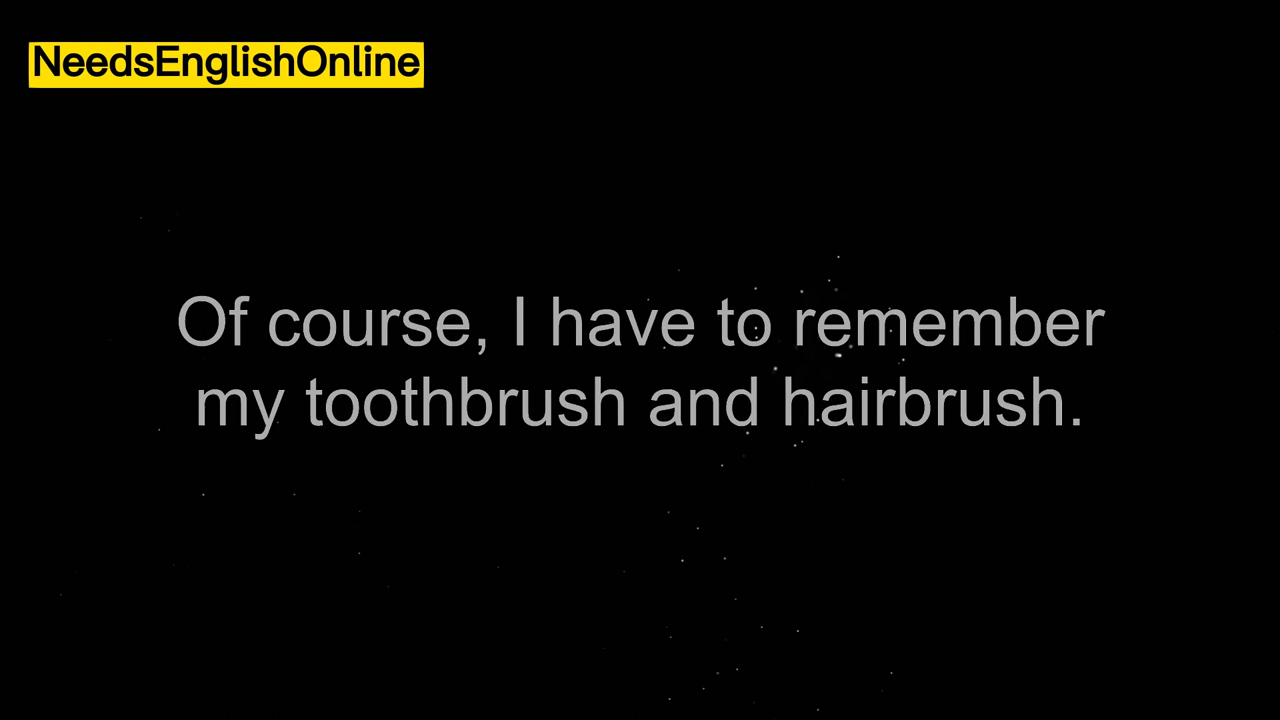 NeedsEnglishOnline
Of course, I have to remember
my toothbrush and hairbrush.